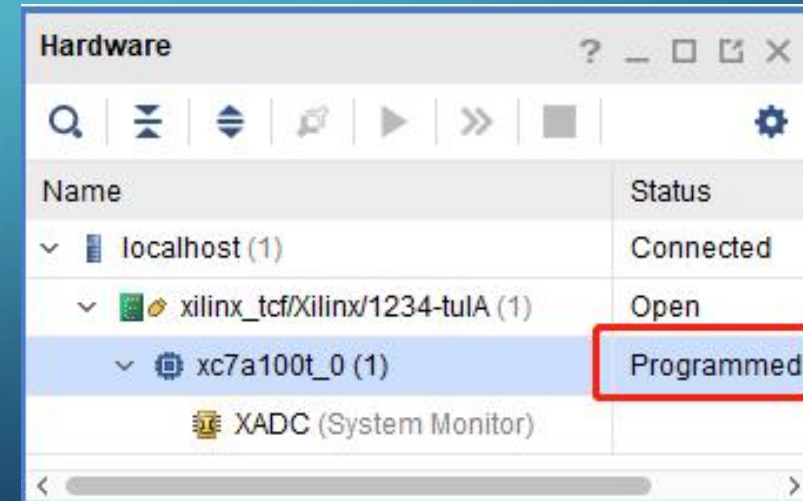 Hardware
Name Status
localhost (1) Connected
xilinx_tcf/Xilinx/1234-tulA (1) Open
xc7a100t_0 (1) Programmed
XADC (System Monitor)